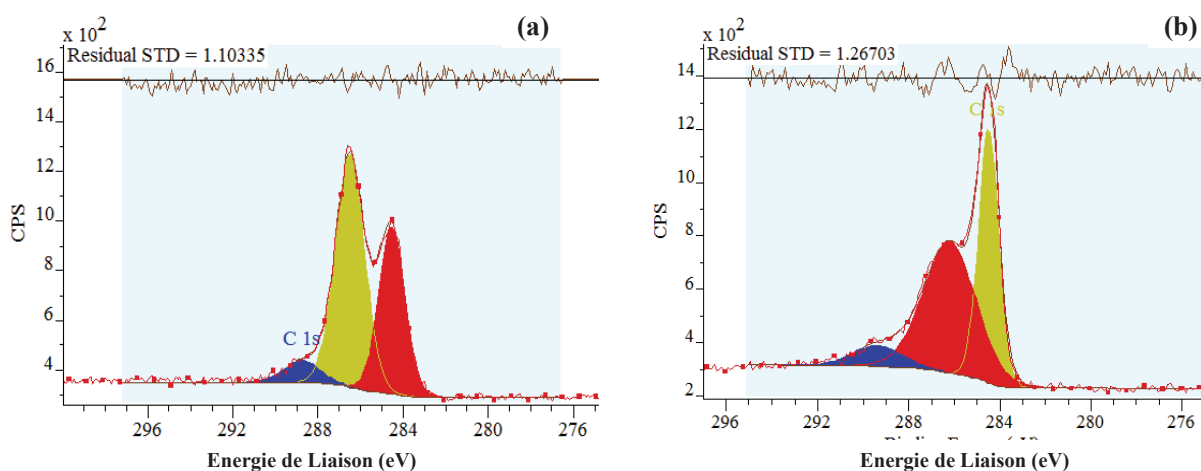 (a)
x 10²
Residual STD = 1.10335
16
14
12
10
8
6
4
CPS
C 1s
296 292 288 284 280 276
Energie de Liaison (eV)
(b)
x 10²
Residual STD = 1.26703
14
12
10
8
6
4
2
CPS
C 1s
296 292 288 284 280 276
Energie de Liaison (eV)